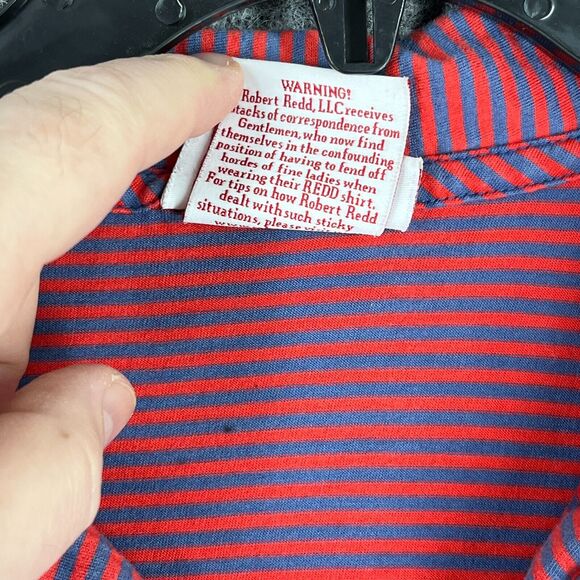 WARNING!
Robert Redd, LLC receives
stacks of correspondence from
Gentlemen, who now find
themselves in the confounding
position of having to fend off
hordes of fine ladies when
wearing their REDD shirt.
For tips on how Robert Redd
dealt with such sticky
situations, please visit